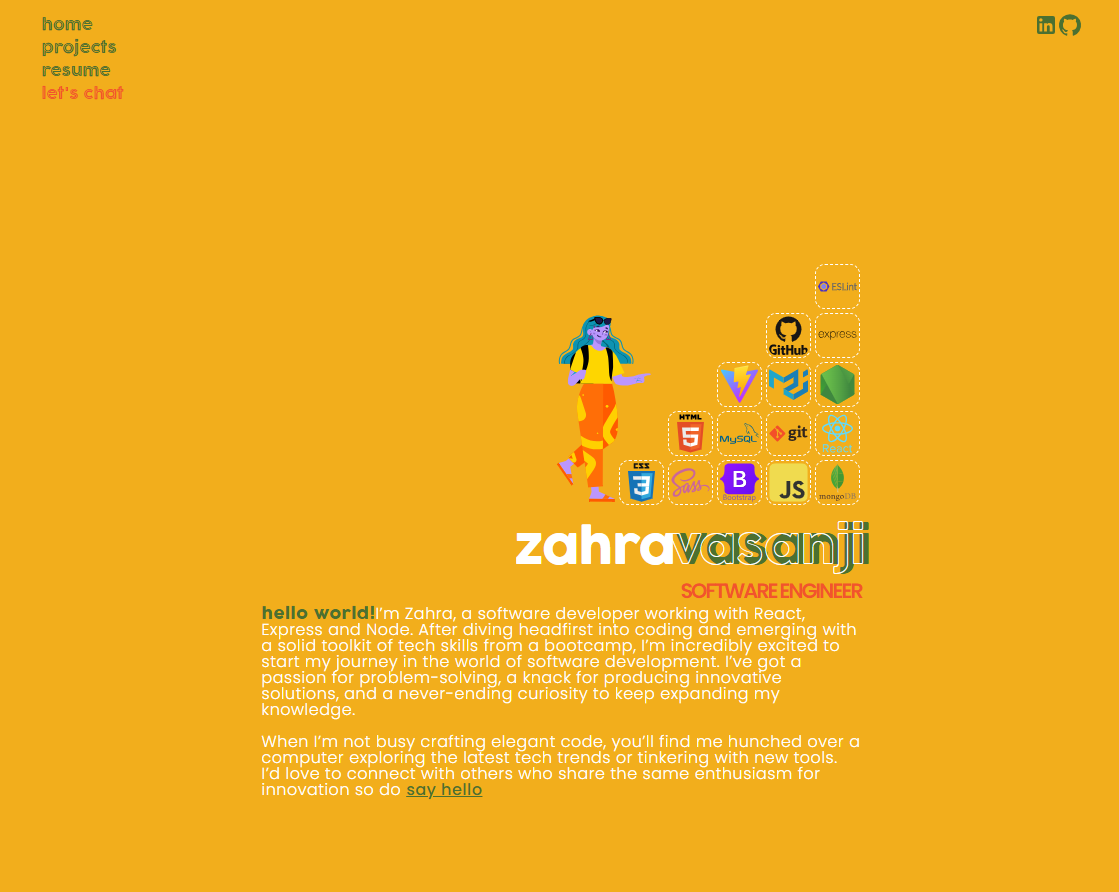 home
projects
resume
let's chat
ESLint
GitHub
express
HTML
5
MySQL
git
React
CSS
3
Sass
B
Bootstrap
JS
mongoDB
zahravasanji
SOFTWARE ENGINEER
hello world!I'm Zahra, a software developer working with React,
Express and Node. After diving headfirst into coding and emerging with
a solid toolkit of tech skills from a bootcamp, I'm incredibly excited to
start my journey in the world of software development. I've got a
passion for problem-solving, a knack for producing innovative
solutions, and a never-ending curiosity to keep expanding my
knowledge.
When I'm not busy crafting elegant code, you'll find me hunched over a
computer exploring the latest tech trends or tinkering with new tools.
I'd love to connect with others who share the same enthusiasm for
innovation so do say hello